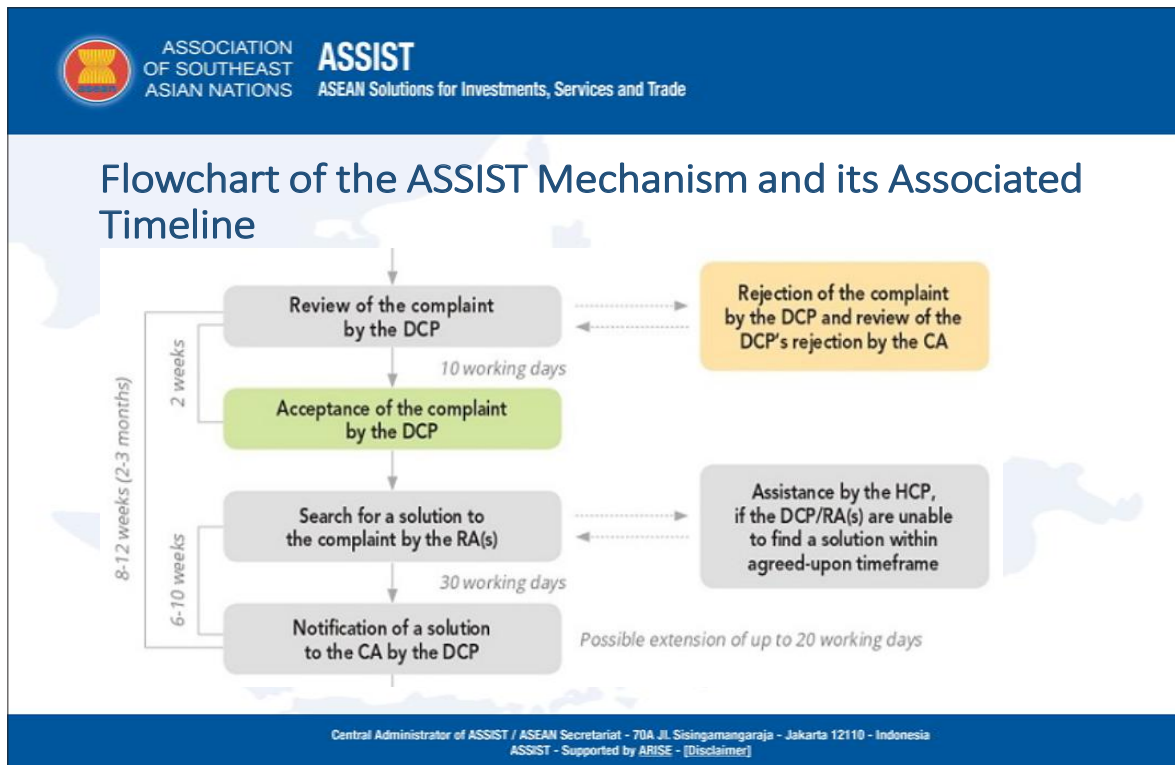 ASSOCIATION
OF SOUTHEAST
ASIAN NATIONS
asean
ASSIST
ASEAN Solutions for Investments, Services and Trade
Flowchart of the ASSIST Mechanism and its Associated
Timeline
Review of the complaint
by the DCP
Rejection of the complaint
by the DCP and review of the
DCP's rejection by the CA
10 working days
2 weeks
Acceptance of the complaint
by the DCP
8-12 weeks (2-3 months)
Search for a solution to
the complaint by the RA(s)
Assistance by the HCP,
if the DCP/RA(s) are unable
to find a solution within
agreed-upon timeframe
30 working days
6-10 weeks
Notification of a solution
to the CA by the DCP
Possible extension of up to 20 working days
Central Administrator of ASSIST / ASEAN Secretariat - 70A Jl. Sisingamangaraja - Jakarta 12110 - Indonesia
ASSIST - Supported by ARISE - [Disclaimer]